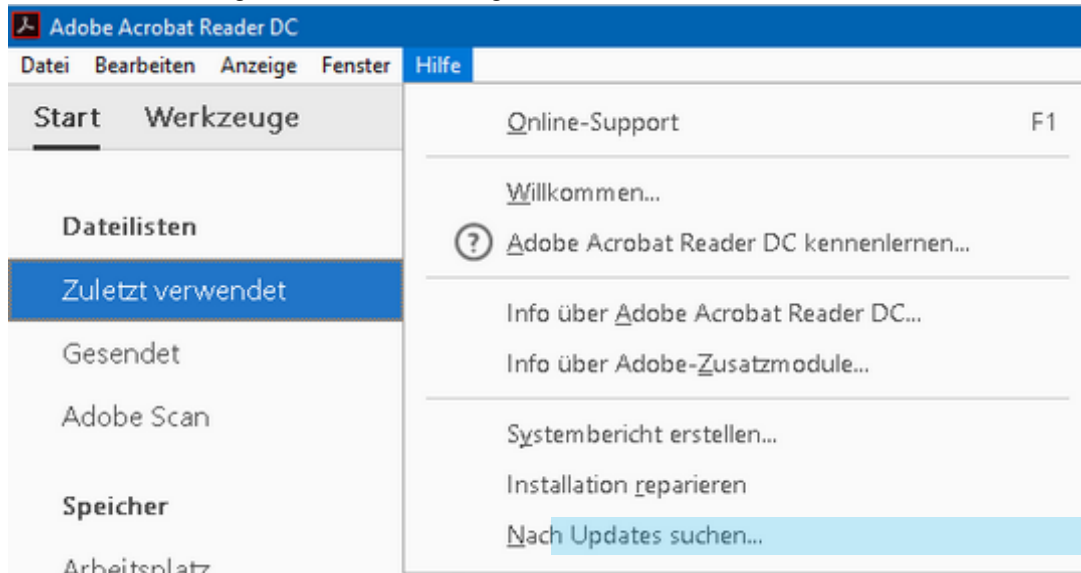 Adobe Acrobat Reader DC
Datei Bearbeiten Anzeige Fenster Hilfe
Start Werkzeuge
Dateilisten
Zuletzt verwendet
Gesendet
Adobe Scan
Speicher
Arbeitsplatz
Online-Support F1
Willkommen...
? Adobe Acrobat Reader DC kennenlernen...
Info über Adobe Acrobat Reader DC...
Info über Adobe-Zusatzmodule...
Systembericht erstellen...
Installation reparieren
Nach Updates suchen...